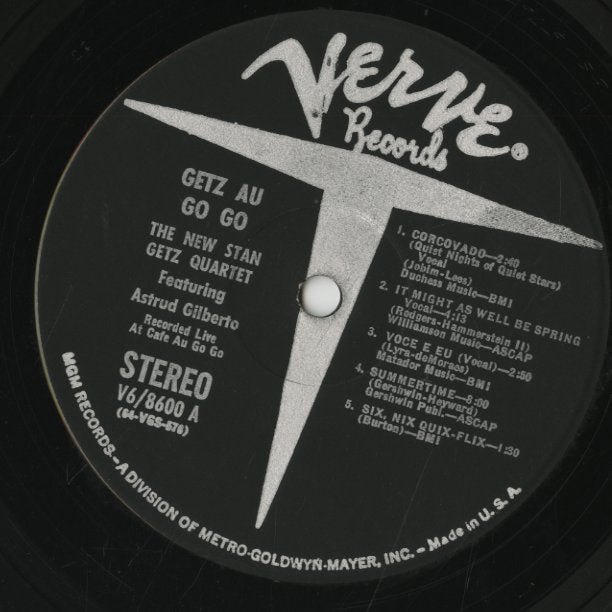 Verve®
Records
GETZ AU
GO GO
THE NEW STAN
GETZ QUARTET
Featuring
Astrud Gilberto
Recorded Live
At Cafe Au Go Go
STEREO
V6/8600 A
(64-VGS-576)
1. CORCOVADO—2:40
(Quiet Nights of Quiet Stars)
Vocal
(Jobim-Lees)
Duchess Music—BMI
2. IT MIGHT AS WELL BE SPRING
Vocal—4:13
(Rodgers-Hammerstein II)
Williamson Music—ASCAP
3. VOCE E EU (Vocal)—2:50
(Lyra-deMoraes)
Matador Music—BMI
4. SUMMERTIME—8:00
(Gershwin-Heyward)
Gershwin Publ.—ASCAP
5. SIX, NIX QUIX-FLIX—1:30
(Burton)—BMI
MGM RECORDS—A DIVISION OF METRO-GOLDWYN-MAYER, INC. — Made in U. S. A.